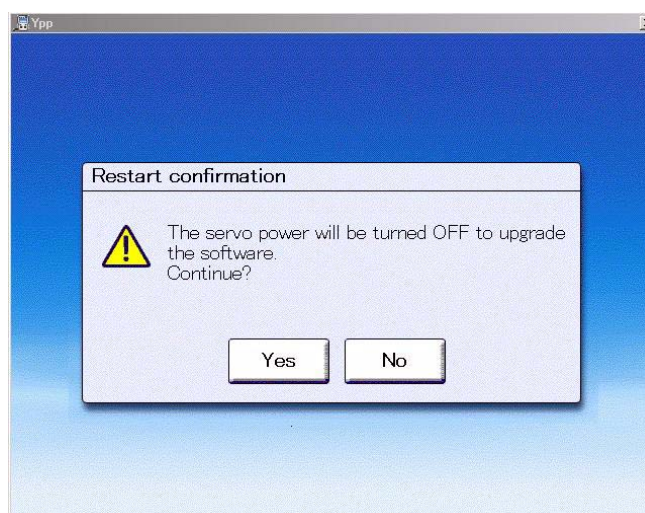 Ypp
Restart confirmation
The servo power will be turned OFF to upgrade
the software.
Continue?
Yes
No